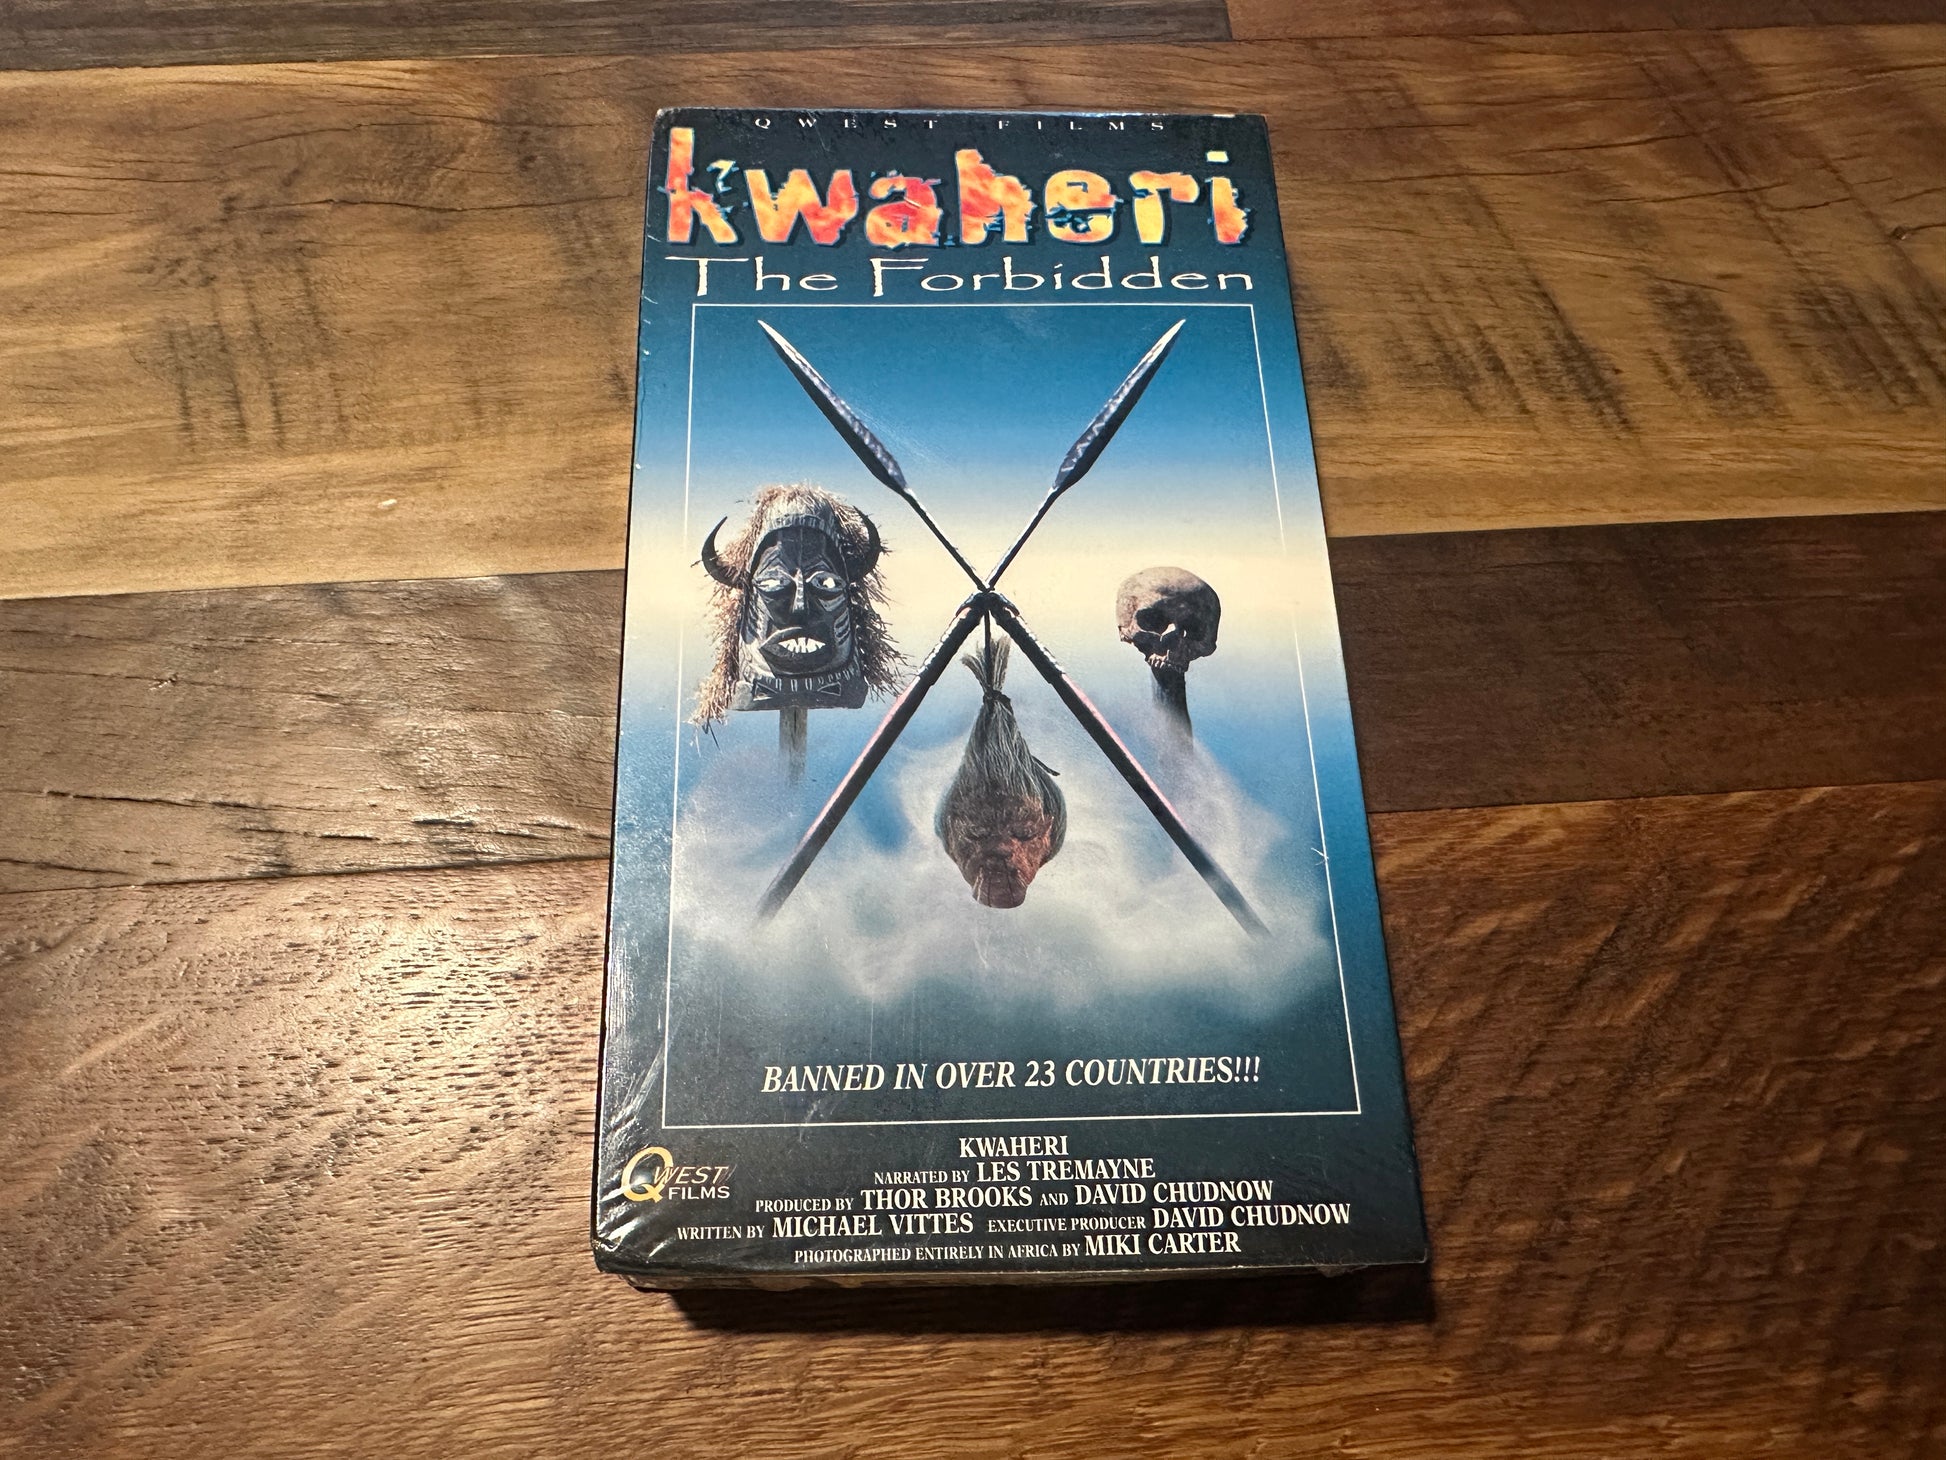 QWEST FILMS
kwaheri
The Forbidden
BANNED IN OVER 23 COUNTRIES!!!
KWAHERI
NARRATED BY LES TREMAYNE
PRODUCED BY THOR BROOKS AND DAVID CHUDNOW
WRITTEN BY MICHAEL VITTES EXECUTIVE PRODUCER DAVID CHUDNOW
PHOTOGRAPHED ENTIRELY IN AFRICA BY MIKI CARTER
QWEST
FILMS